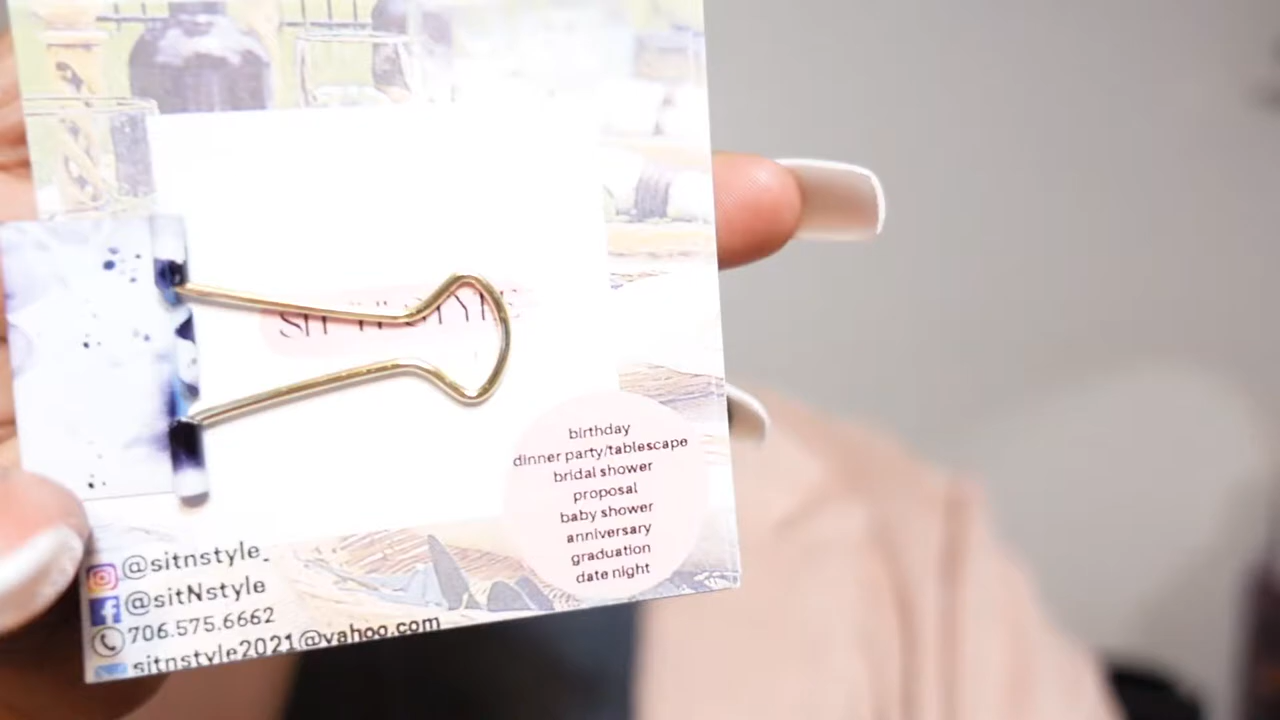 STYLE
birthday
dinner party/tablescape
bridal shower
proposal
baby shower
anniversary
graduation
date night
@sitnstyle_
@sitNstyle
706.575.6662
sitnstyle2021@yahoo.com